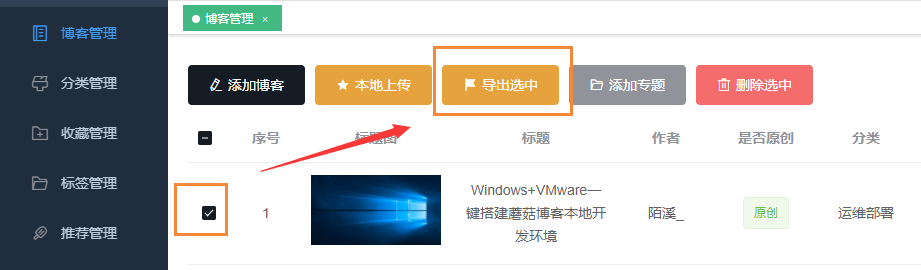 博客管理
分类管理
收藏管理
标签管理
推荐管理
博客管理 ×
添加博客 本地上传 导出选中 添加专题 删除选中
序号 标题图 标题 作者 是否原创 分类
1
Windows+VMware一
键搭建蘑菇博客本地开
发环境
陌溪_
原创
运维部署